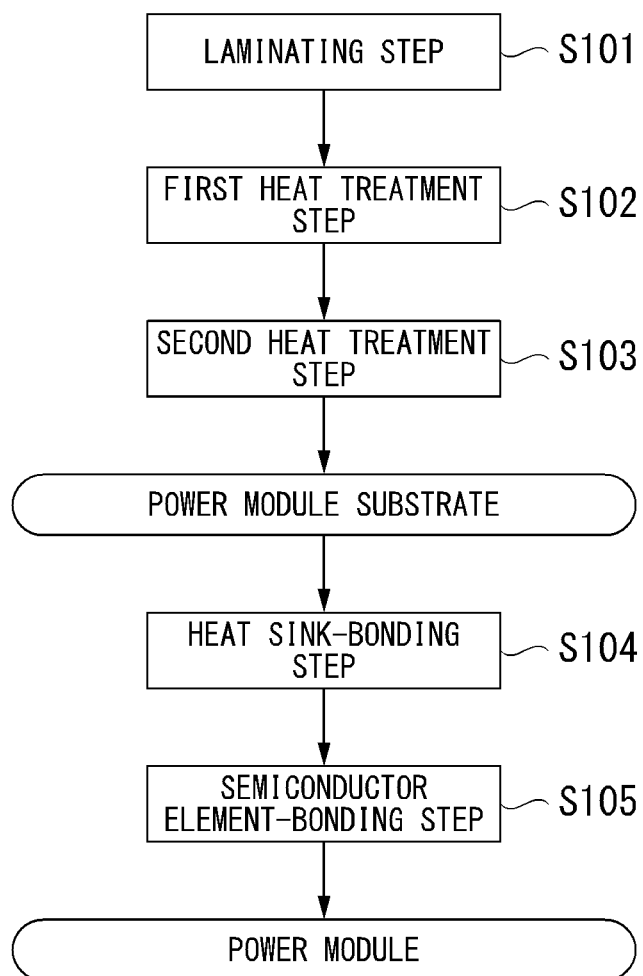 LAMINATING STEP
S101
FIRST HEAT TREATMENT
STEP
S102
SECOND HEAT TREATMENT
STEP
S103
POWER MODULE SUBSTRATE
HEAT SINK-BONDING
STEP
S104
SEMICONDUCTOR
ELEMENT-BONDING STEP
S105
POWER MODULE